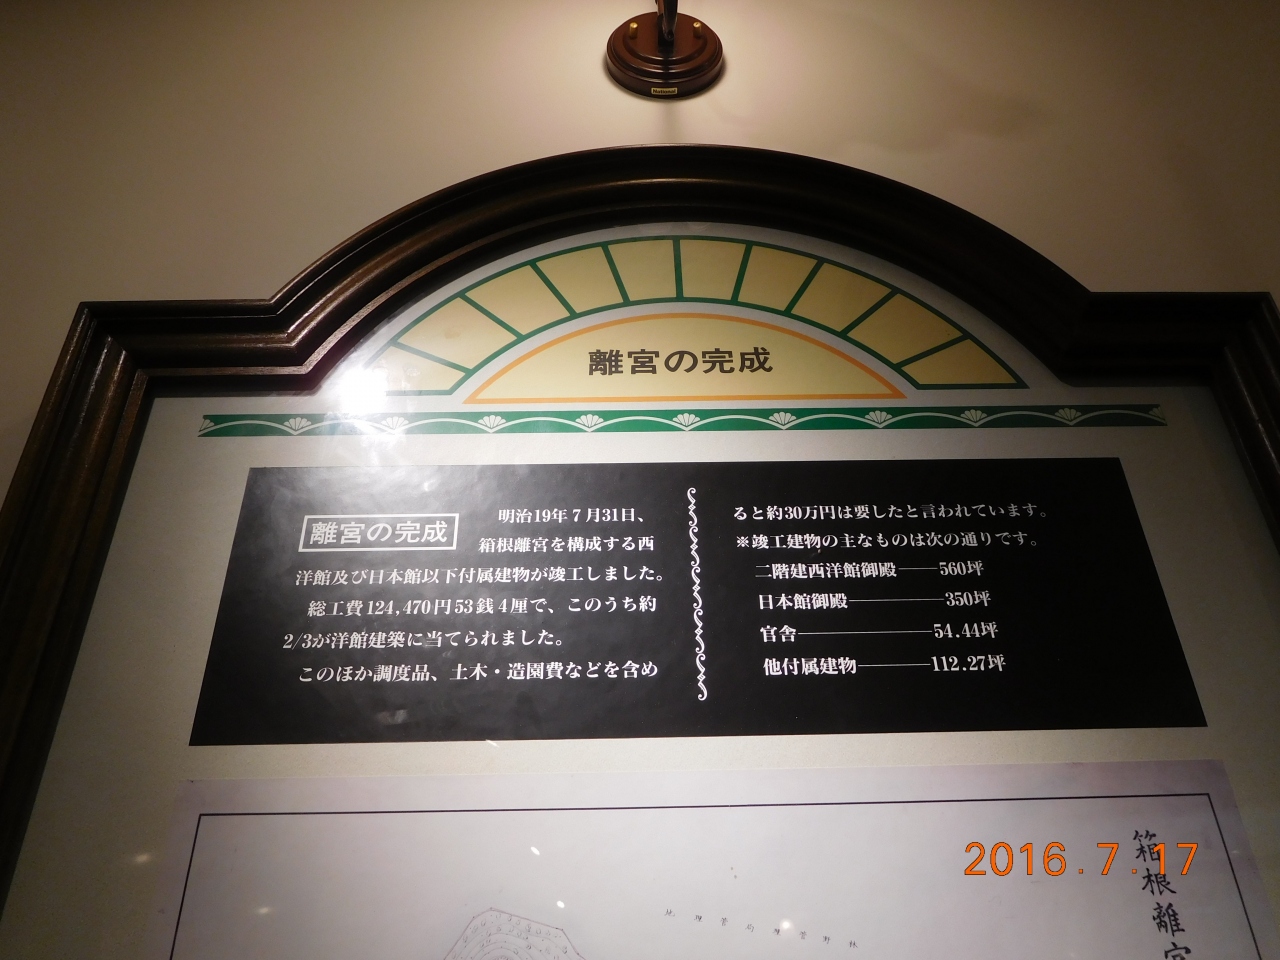 National
離宮の完成
離宮の完成
明治19年7月31日、
箱根離宮を構成する西
洋館及び日本館以下付属建物が竣工しました。
総工費124,470円53銭4厘で、このうち約
2/3が洋館建築に当てられました。
このほか調度品、土木・造園費などを含め
ると約30万円は要したと言われています。
※竣工建物の主なものは次の通りです。
二階建西洋館御殿──560坪
日本館御殿────350坪
官舎──────54.44坪
他付属建物───112.27坪
箱根離宮
2016.7.17